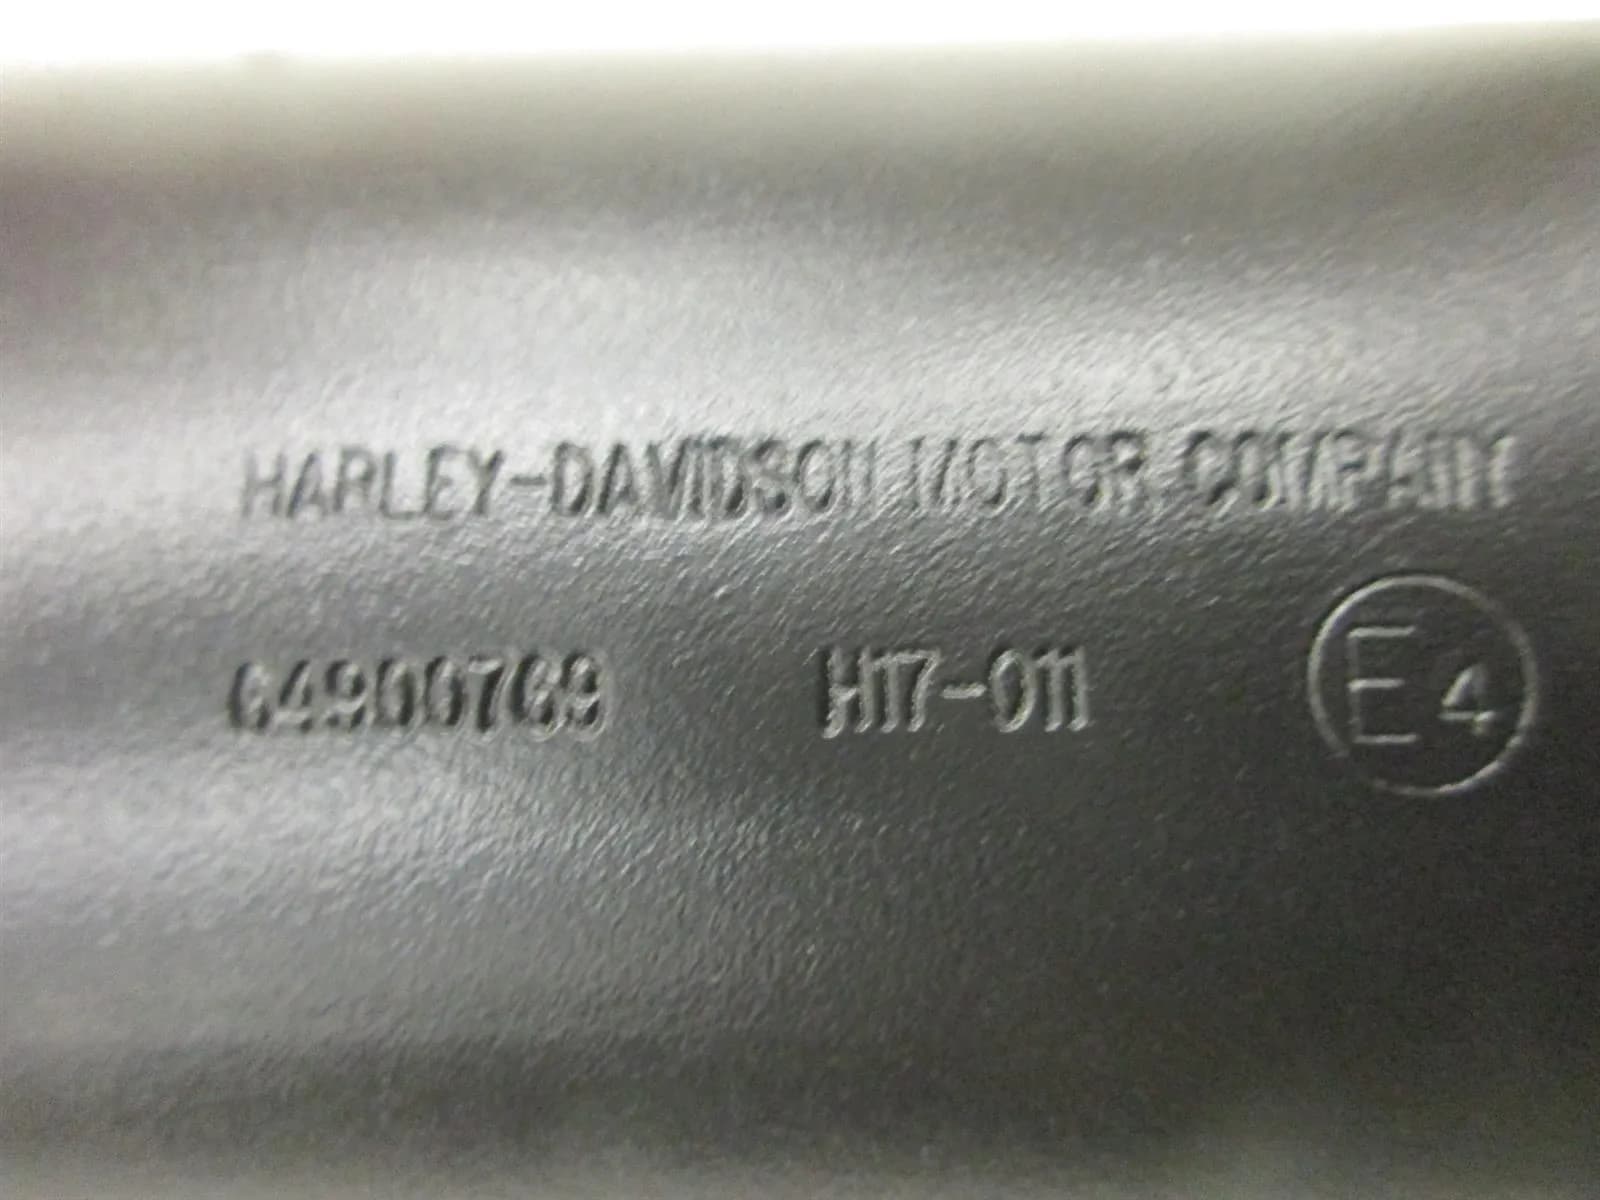 HARLEY-DAVIDSON MOTOR COMPANY
64900769 H17-011 E4